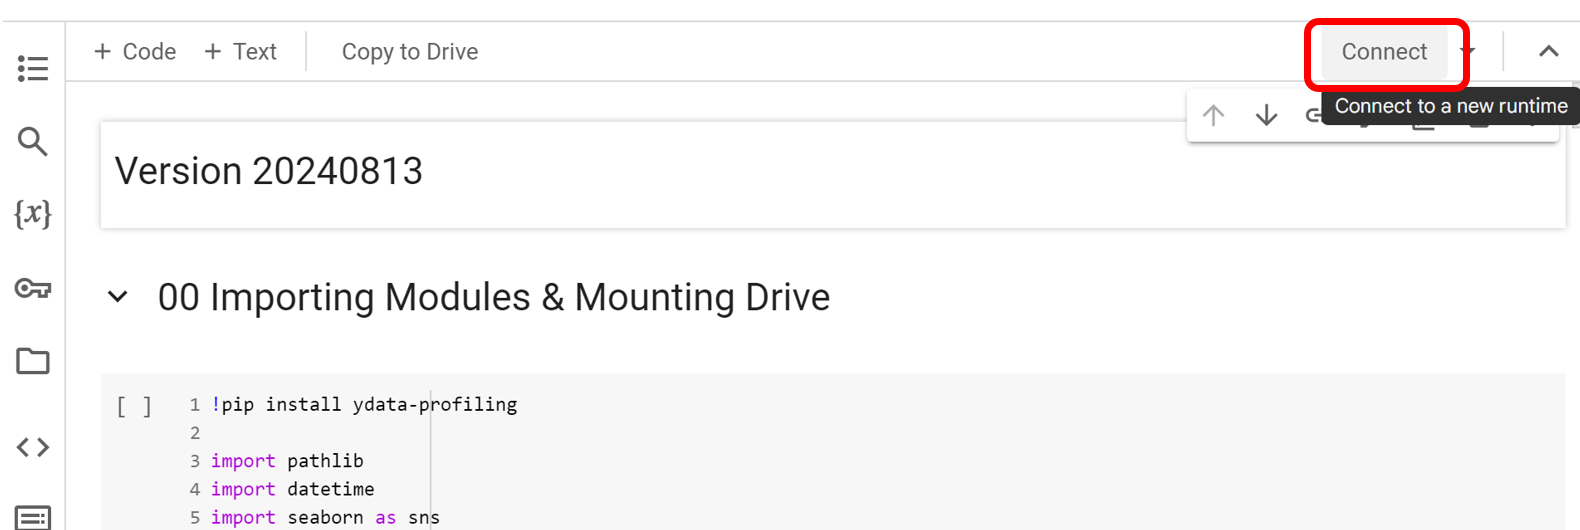 + Code + Text Copy to Drive Connect
Connect to a new runtime
Version 20240813
{x}
00 Importing Modules & Mounting Drive
[ ] 1 !pip install ydata-profiling
2
3 import pathlib
4 import datetime
5 import seaborn as sns